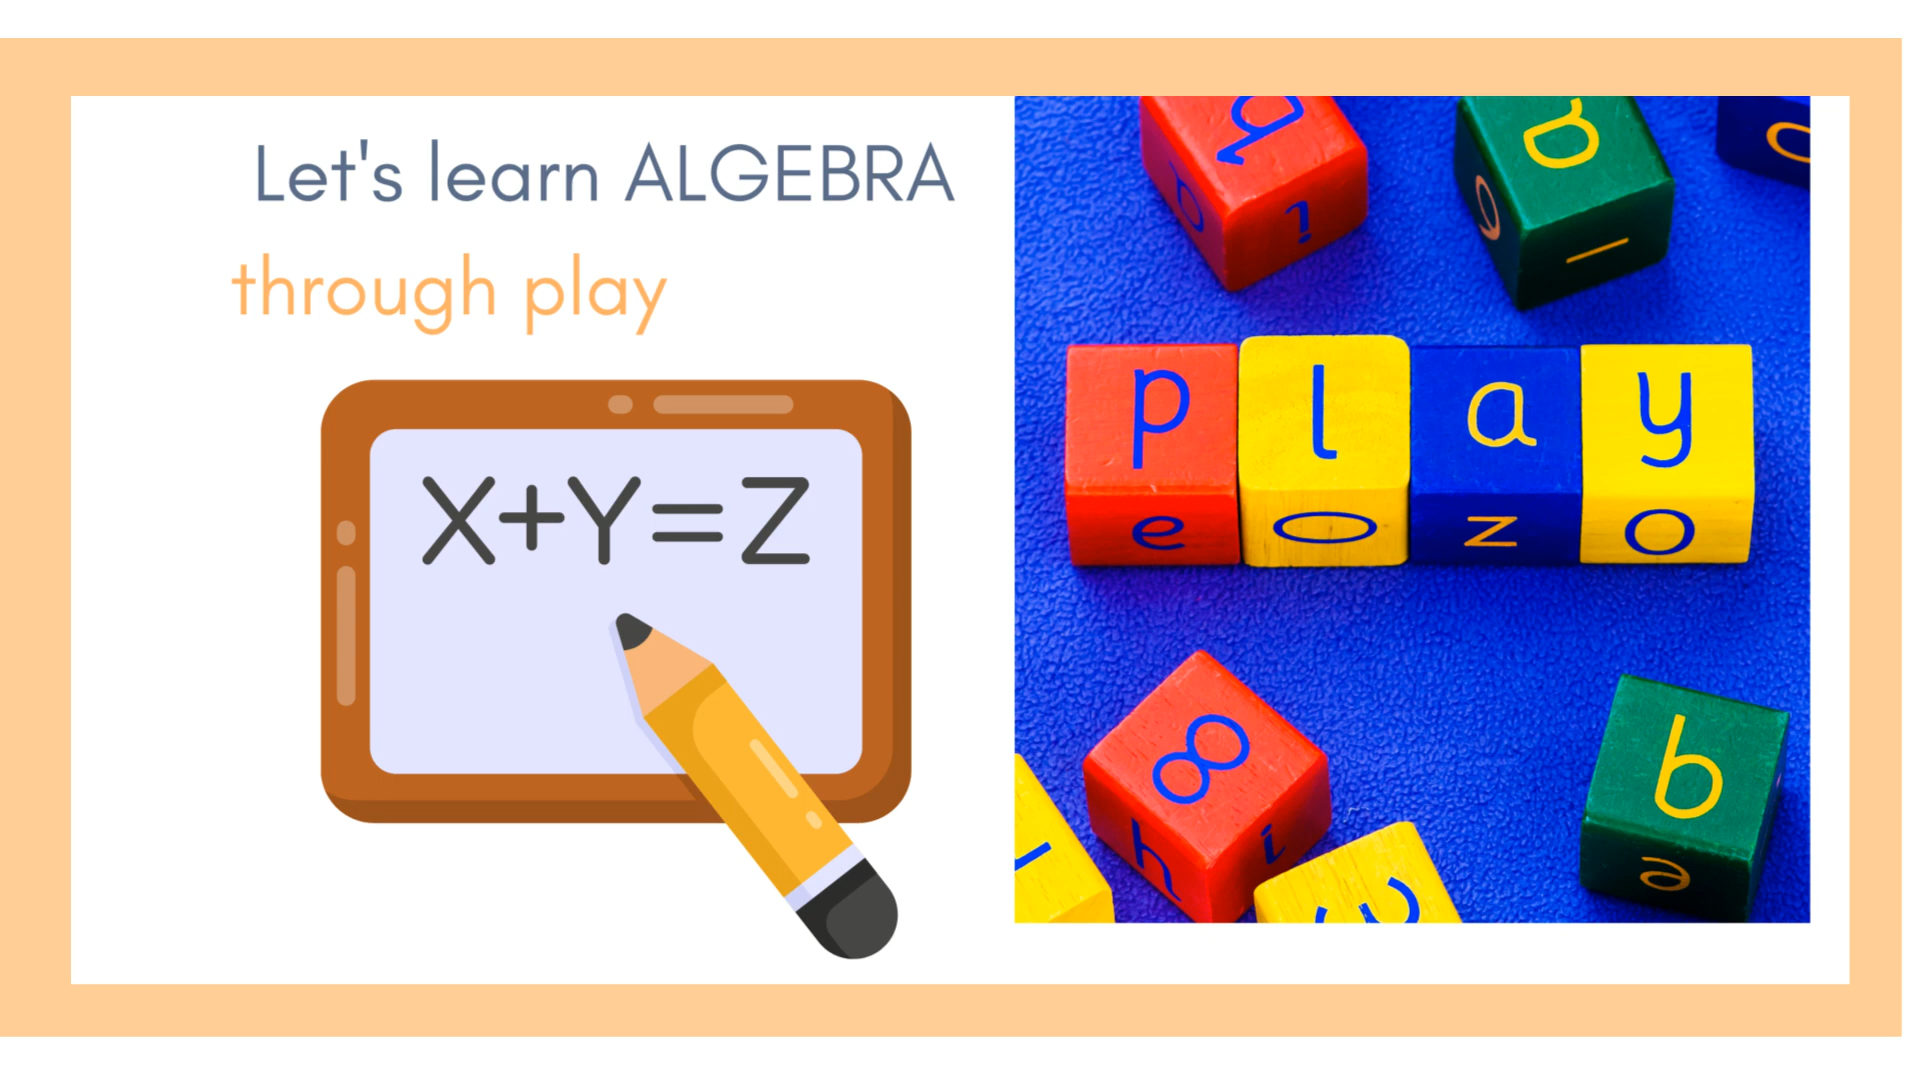 Let's learn ALGEBRA
through play
X+Y=Z
play
e o z o